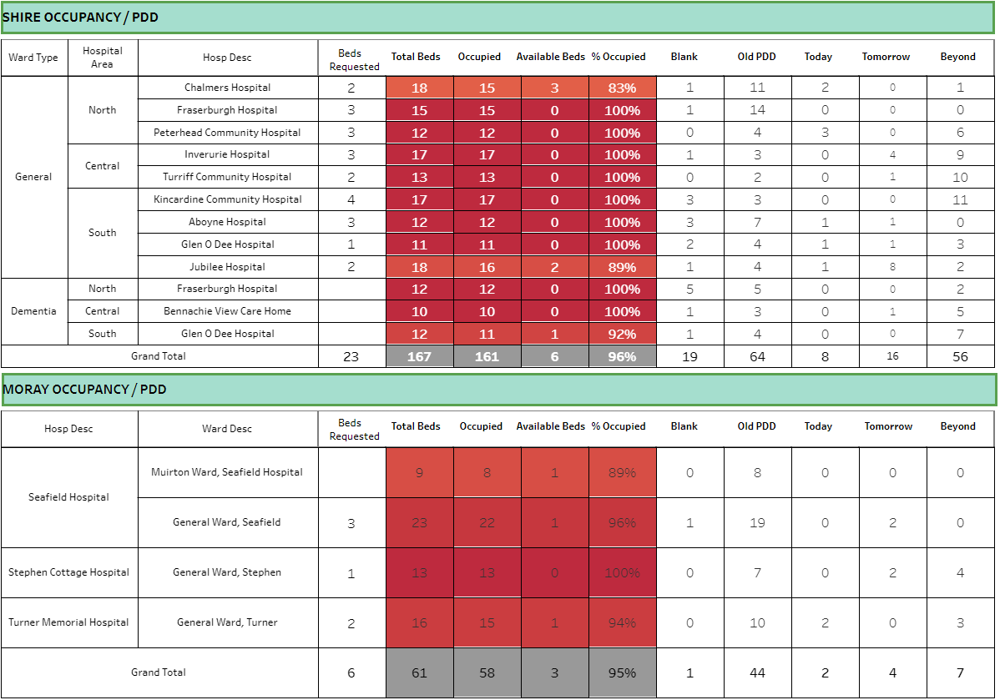 SHIRE OCCUPANCY / PDD
Ward Type Hospital Area Hosp Desc Beds Requested Total Beds Occupied Available Beds % Occupied Blank Old PDD Today Tomorrow Beyond
General North Chalmers Hospital 2 18 15 3 83% 1 11 2 0 1
Fraserburgh Hospital 3 15 15 0 100% 1 14 0 0 0
Peterhead Community Hospital 3 12 12 0 100% 0 4 3 0 6
Central Inverurie Hospital 3 17 17 0 100% 1 3 0 4 9
Turriff Community Hospital 2 13 13 0 100% 0 2 0 1 10
South Kincardine Community Hospital 4 17 17 0 100% 3 3 0 0 11
Aboyne Hospital 3 12 12 0 100% 3 7 1 1 0
Glen O Dee Hospital 1 11 11 0 100% 2 4 1 1 3
Jubilee Hospital 2 18 16 2 89% 1 4 1 8 2
Dementia North Fraserburgh Hospital 12 12 0 100% 5 5 0 0 2
Central Bennachie View Care Home 10 10 0 100% 1 3 0 1 5
South Glen O Dee Hospital 12 11 1 92% 1 4 0 0 7
Grand Total 23 167 161 6 96% 19 64 8 16 56
MORAY OCCUPANCY / PDD
Hosp Desc Ward Desc Beds Requested Total Beds Occupied Available Beds % Occupied Blank Old PDD Today Tomorrow Beyond
Seafield Hospital Muirton Ward, Seafield Hospital 9 8 1 89% 0 8 0 0 0
General Ward, Seafield 3 23 22 1 96% 1 19 0 2 0
Stephen Cottage Hospital General Ward, Stephen 1 13 13 0 100% 0 7 0 2 4
Turner Memorial Hospital General Ward, Turner 2 16 15 1 94% 0 10 2 0 3
Grand Total 6 61 58 3 95% 1 44 2 4 7